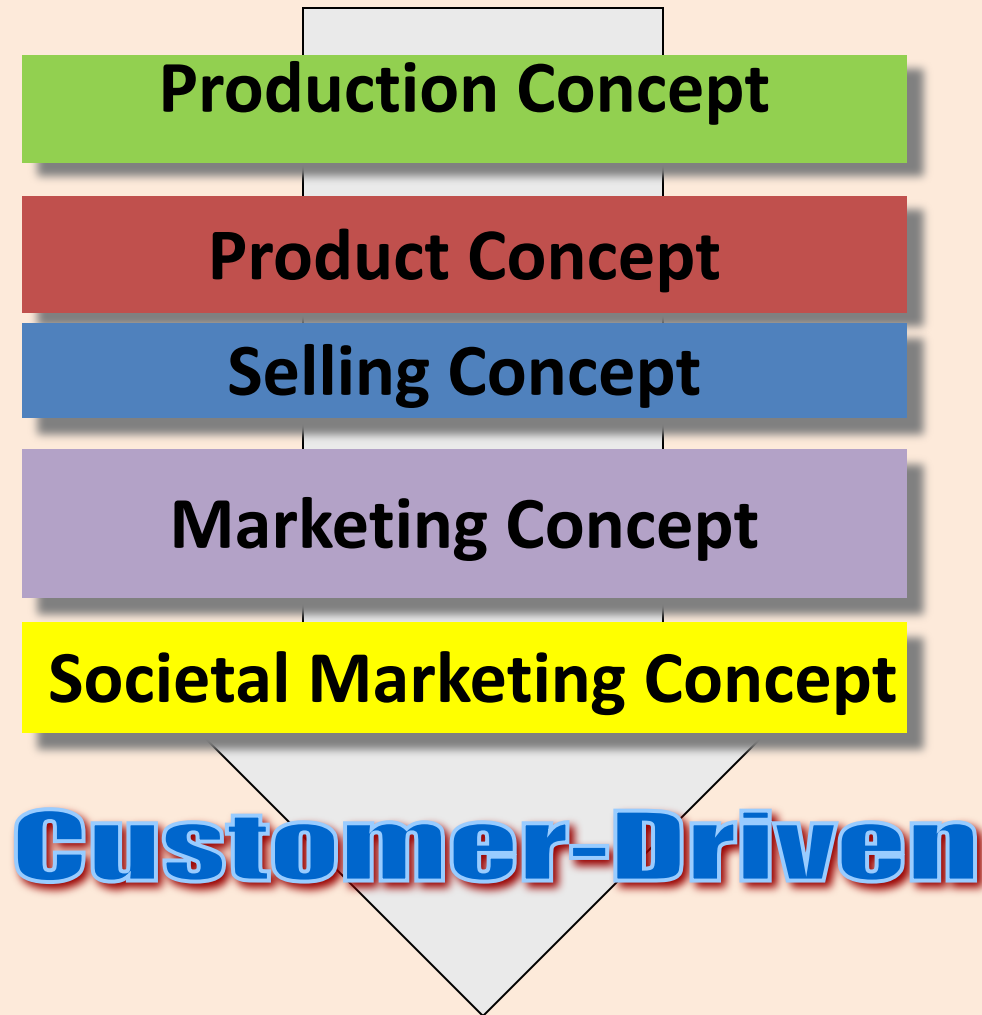 Production Concept
Product Concept
Selling Concept
Marketing Concept
Societal Marketing Concept
Customer-Driven